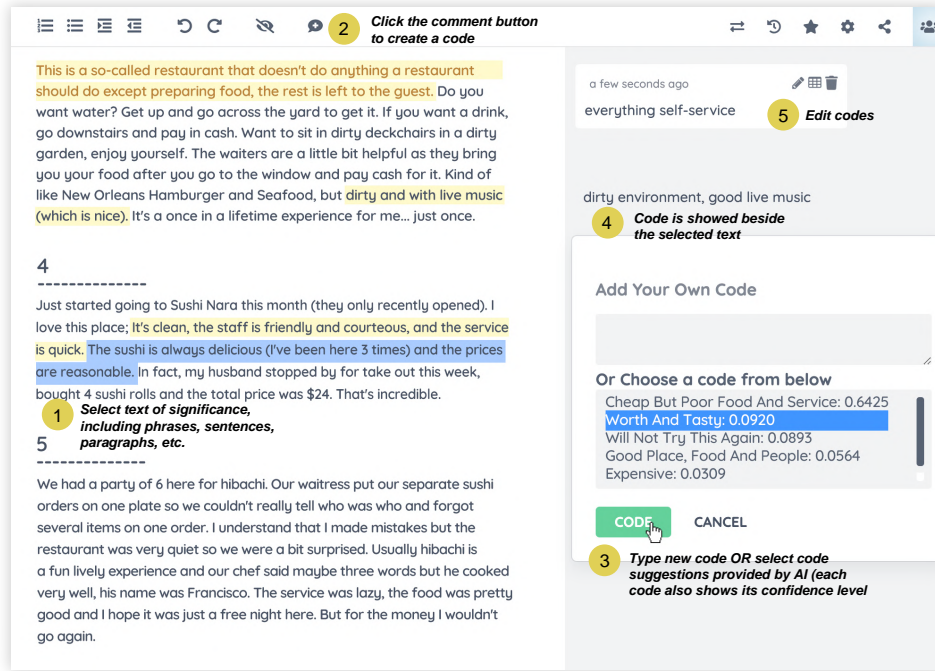 2
Click the comment button
to create a code
This is a so-called restaurant that doesn't do anything a restaurant
should do except preparing food, the rest is left to the guest. Do you
want water? Get up and go across the yard to get it. If you want a drink,
go downstairs and pay in cash. Want to sit in dirty deckchairs in a dirty
garden, enjoy yourself. The waiters are a little bit helpful as they bring
you your food after you go to the window and pay cash for it. Kind of
like New Orleans Hamburger and Seafood, but dirty and with live music
(which is nice). It's a once in a lifetime experience for me... just once.
4
--------------
Just started going to Sushi Nara this month (they only recently opened). I
love this place; It's clean, the staff is friendly and courteous, and the service
is quick. The sushi is always delicious (I've been here 3 times) and the prices
are reasonable. In fact, my husband stopped by for take out this week,
bought 4 sushi rolls and the total price was $24. That's incredible.
1
Select text of significance,
including phrases, sentences,
paragraphs, etc.
5
--------------
We had a party of 6 here for hibachi. Our waitress put our separate sushi
orders on one plate so we couldn't really tell who was who and forgot
several items on one order. I understand that I made mistakes but the
restaurant was very quiet so we were a bit surprised. Usually hibachi is
a fun lively experience and our chef said maybe three words but he cooked
very well, his name was Francisco. The service was lazy, the food was pretty
good and I hope it was just a free night here. But for the money I wouldn't
go again.
a few seconds ago
everything self-service
5
Edit codes
dirty environment, good live music
4
Code is showed beside
the selected text
Add Your Own Code
Or Choose a code from below
Cheap But Poor Food And Service: 0.6425
Worth And Tasty: 0.0920
Will Not Try This Again: 0.0893
Good Place, Food And People: 0.0564
Expensive: 0.0309
CODE
CANCEL
3
Type new code OR select code
suggestions provided by AI (each
code also shows its confidence level